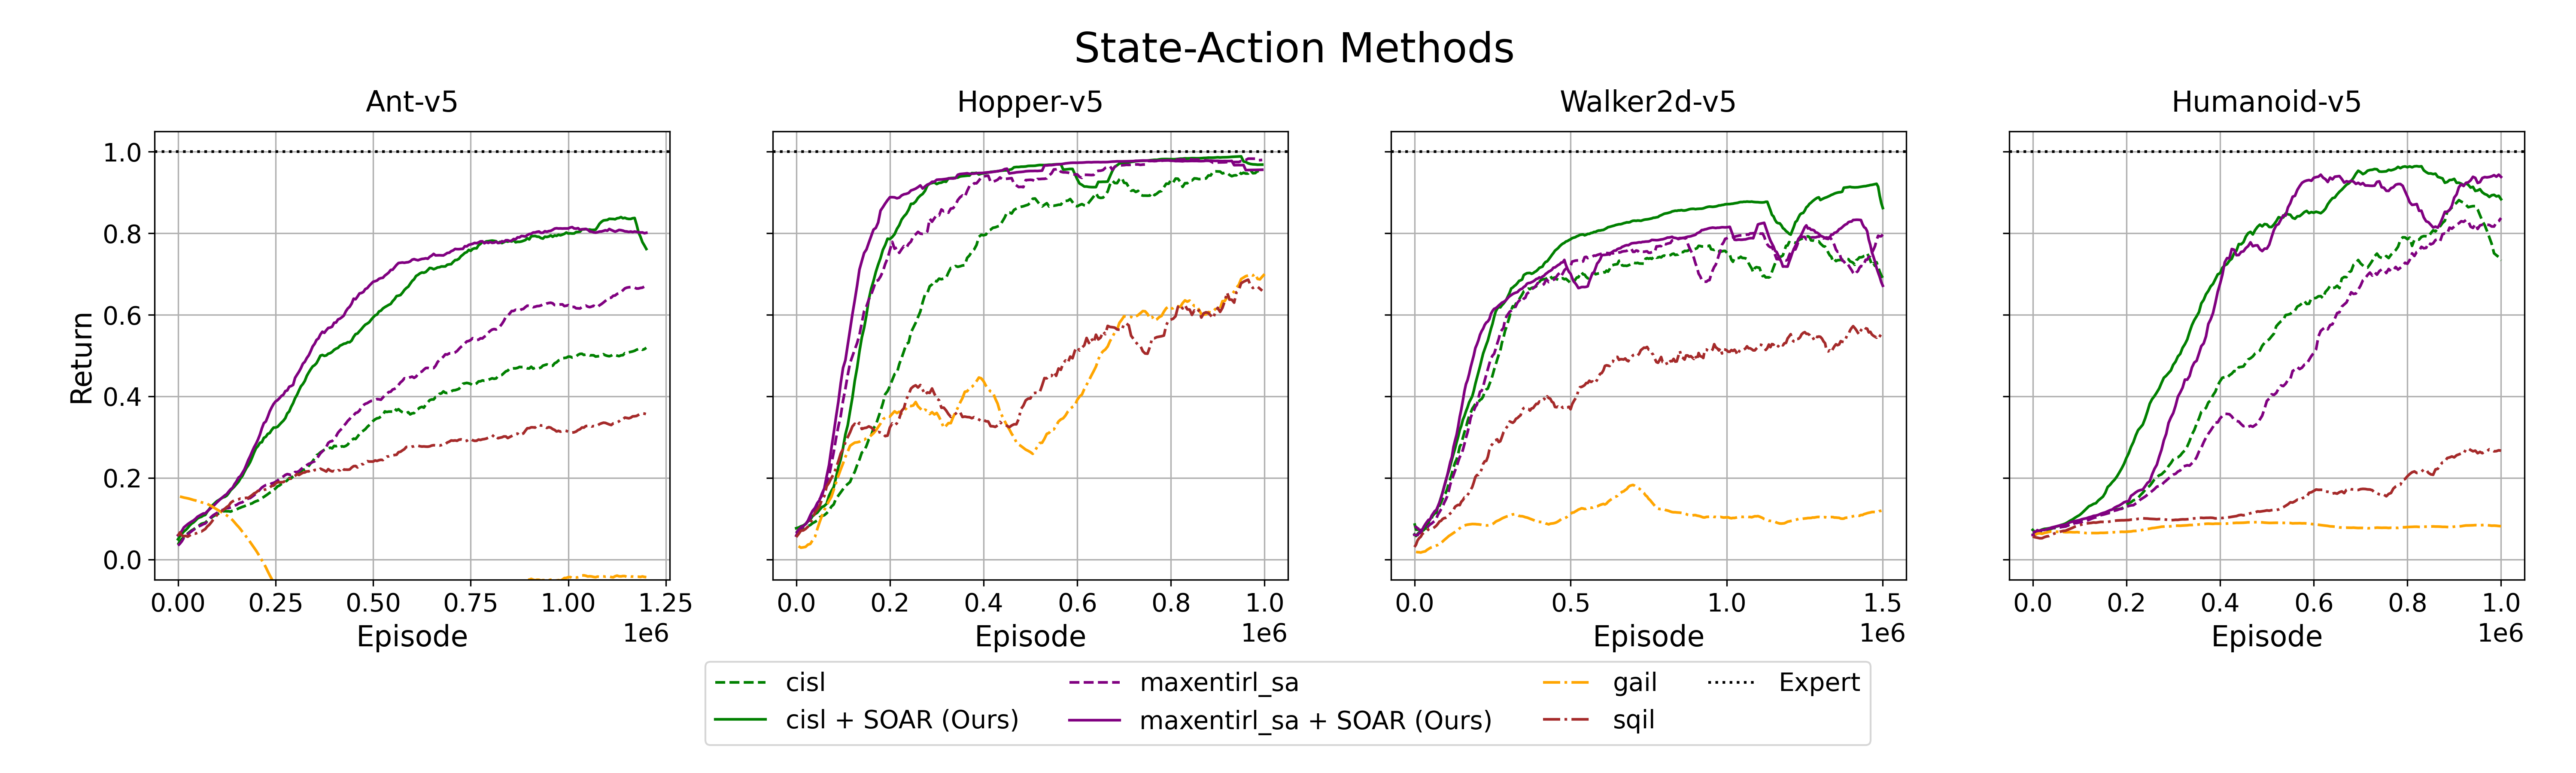 State-Action Methods
Ant-v5
Hopper-v5
Walker2d-v5
Humanoid-v5
Return
1.0
0.8
0.6
0.4
0.2
0.0
0.00 0.25 0.50 0.75 1.00 1.25
0.0 0.2 0.4 0.6 0.8 1.0
0.0 0.5 1.0 1.5
0.0 0.2 0.4 0.6 0.8 1.0
Episode 1e6
Episode 1e6
Episode 1e6
Episode 1e6
cisl maxentirl_sa gail Expert
cisl + SOAR (Ours) maxentirl_sa + SOAR (Ours) sqil